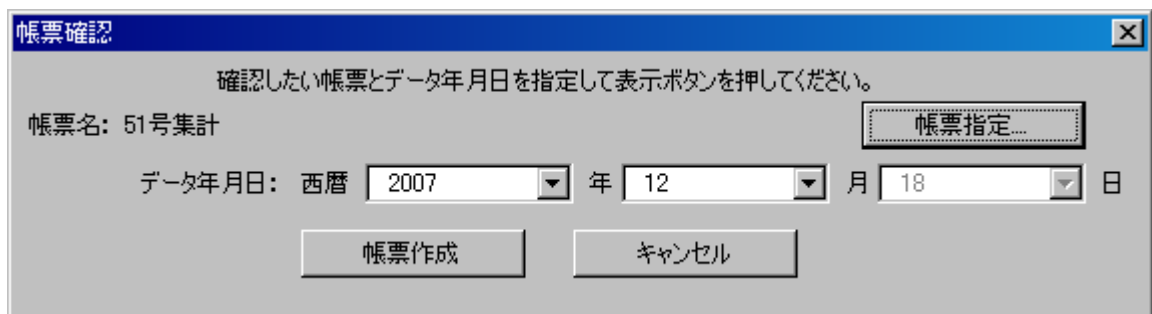 帳票確認
確認したい帳票とデータ年月日を指定して表示ボタンを押してください。
帳票名: 51号集計 帳票指定...
データ年月日: 西暦 2007 年 12 月 18 日
帳票作成 キャンセル